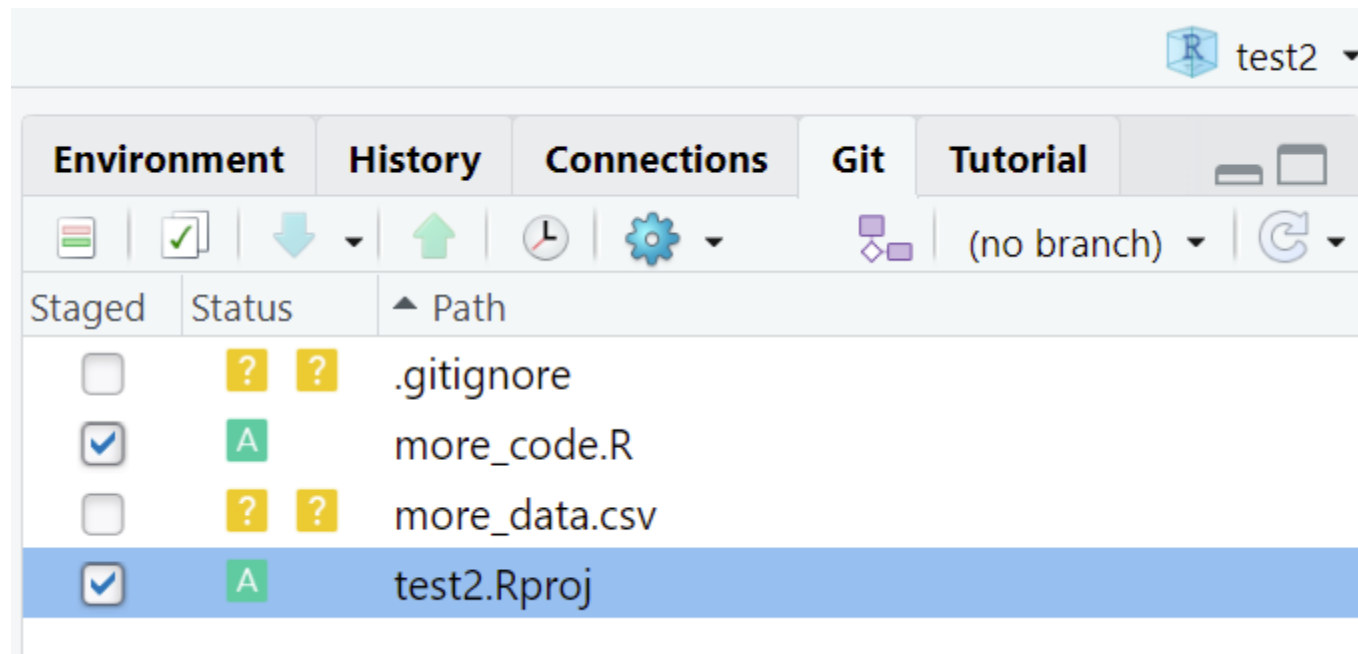 test2
Environment History Connections Git Tutorial
(no branch)
Staged Status Path
? ? .gitignore
A more_code.R
? ? more_data.csv
A test2.Rproj